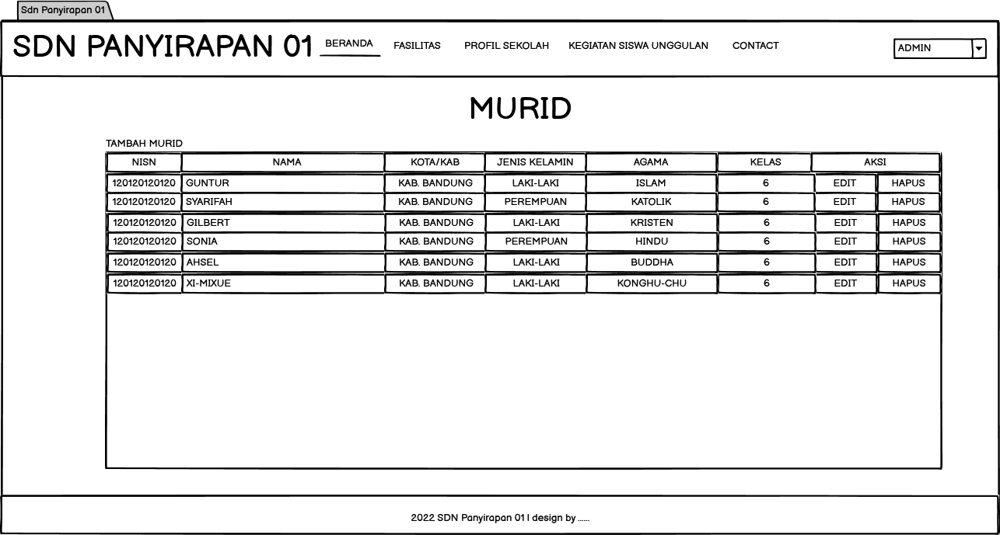 Sdn Panyirapan 01
SDN PANYIRAPAN 01 BERANDA FASILITAS PROFIL SEKOLAH KEGIATAN SISWA UNGGULAN CONTACT ADMIN
MURID
TAMBAH MURID
NISN NAMA KOTA/KAB JENIS KELAMIN AGAMA KELAS AKSI
120120120120 GUNTUR KAB. BANDUNG LAKI-LAKI ISLAM 6 EDIT HAPUS
120120120120 SYARIFAH KAB. BANDUNG PEREMPUAN KATOLIK 6 EDIT HAPUS
120120120120 GILBERT KAB. BANDUNG LAKI-LAKI KRISTEN 6 EDIT HAPUS
120120120120 SONIA KAB. BANDUNG PEREMPUAN HINDU 6 EDIT HAPUS
120120120120 AHSEL KAB. BANDUNG LAKI-LAKI BUDDHA 6 EDIT HAPUS
120120120120 XI-MIXUE KAB. BANDUNG LAKI-LAKI KONGHU-CHU 6 EDIT HAPUS
2022 SDN Panyirapan 01 | design by ......